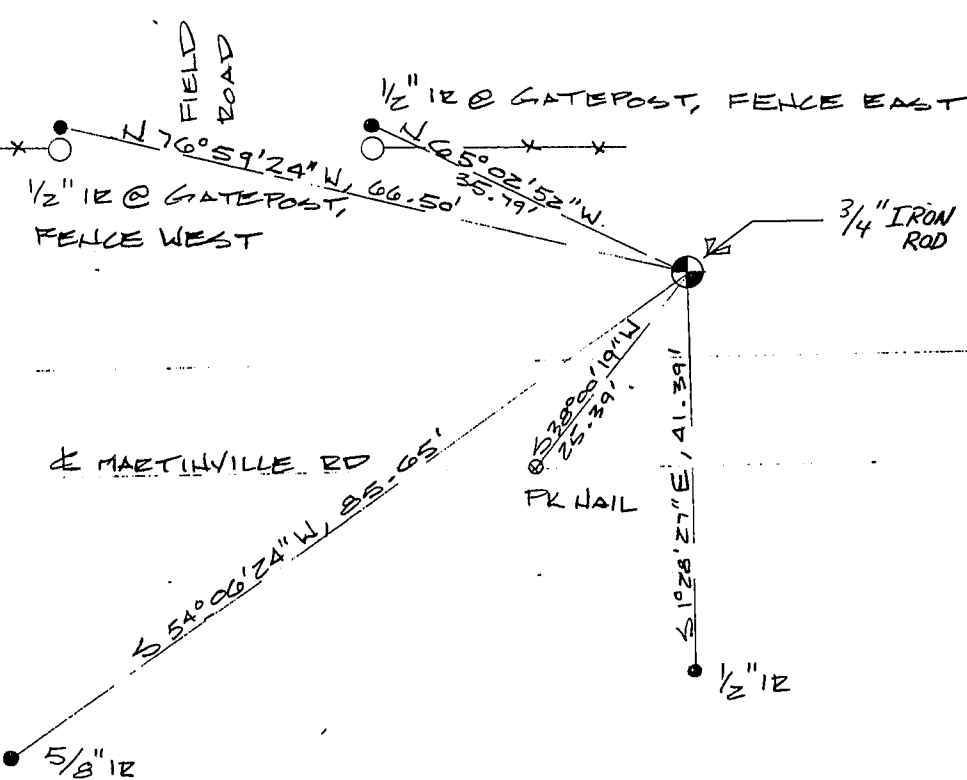 FIELD
ROAD
1/2" IR @ GATEPOST, FENCE EAST
N 76°59'24" W, 66.50'
N 65°02'52" W.
35.79'
1/2" IR @ GATEPOST,
FENCE WEST
3/4" IRON
ROD
S 38°00'19" W
25.39'
S 1°28'27" E, 41.39'
℄ MARTINVILLE RD
PK NAIL
S 54°06'24" W, 85.65'
1/2" IR
5/8" IR